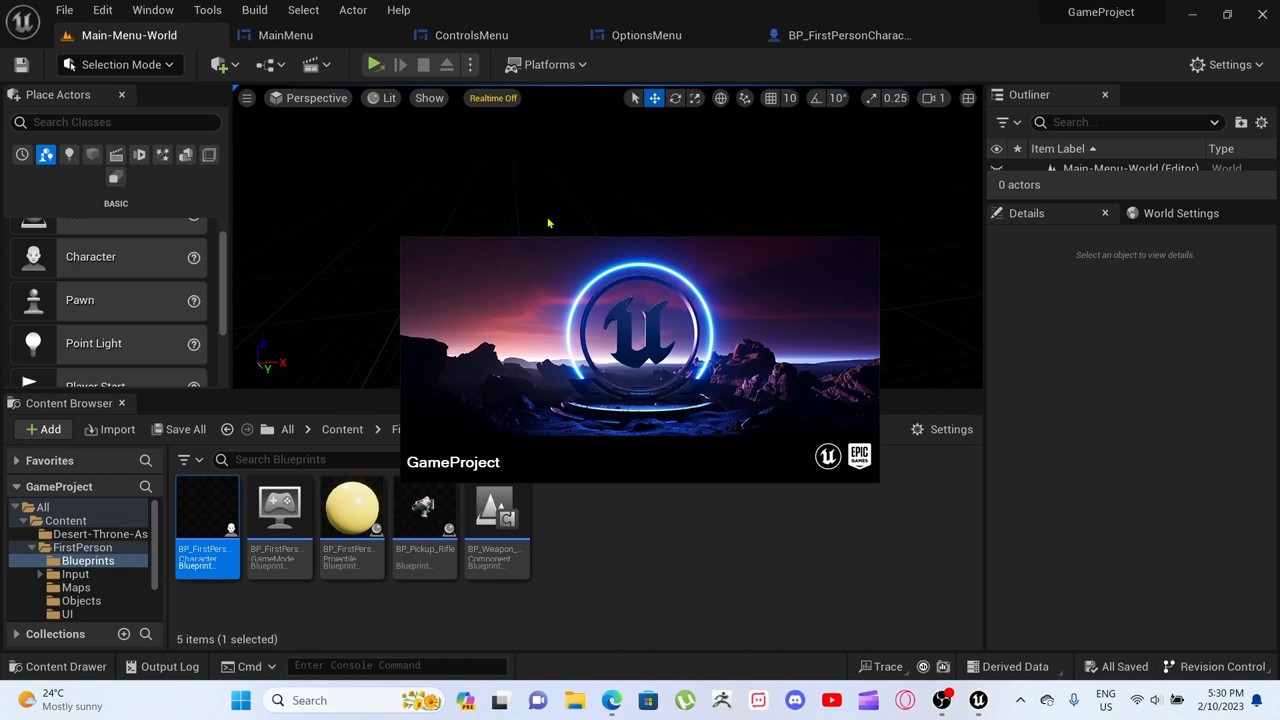 File Edit Window Tools Build Select Actor Help
GameProject
Main-Menu-World
MainMenu
ControlsMenu
OptionsMenu
BP_FirstPersonCharac...
Selection Mode
Platforms
Settings
Place Actors
Search Classes
BASIC
Character
Pawn
Point Light
Player Start
Perspective
Lit
Show
Realtime Off
10
10°
0.25
1
Outliner
Search...
Item Label
Type
Main-Menu-World (Editor)
World
0 actors
Details
World Settings
Select an object to view details.
X
Y
Z
GameProject
EPIC
GAMES
Content Browser
Add
Import
Save All
All
Content
Settings
Favorites
Search Blueprints
GameProject
All
Content
Desert-Throne-As
FirstPerson
Blueprints
Input
Maps
Objects
UI
Collections
BP_FirstPers...
Character
Blueprint...
BP_FirstPers...
GameMode
Blueprint...
BP_FirstPers...
Projectile
Blueprint...
BP_Pickup_Rifle
Blueprint...
BP_Weapon_...
Component
Blueprint...
5 items (1 selected)
Content Drawer
Output Log
Cmd
Enter Console Command
Trace
Derived Data
All Saved
Revision Control
24°C
Mostly sunny
Search
PRE
ENG
US
5:30 PM
2/10/2023